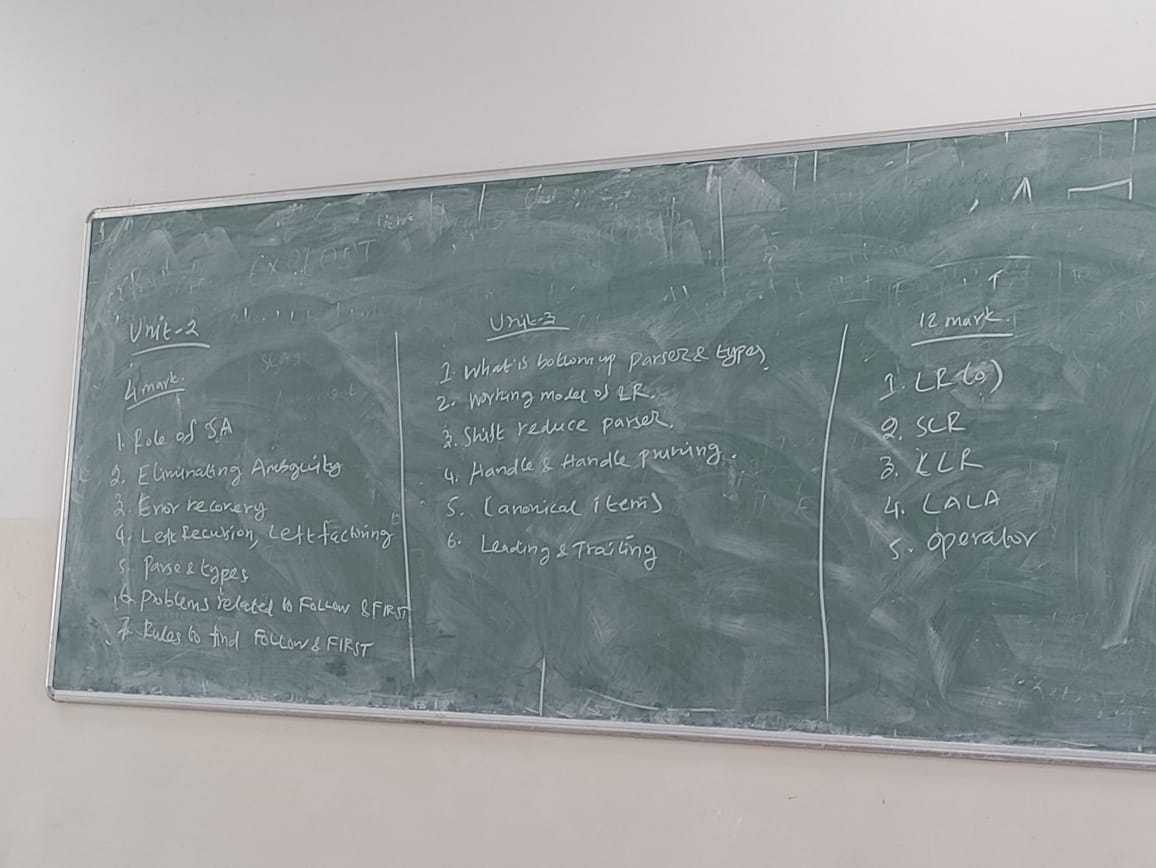 Unit-2
4 mark.
1. Role of SA
2. Eliminating Ambguity
3. Error recovery
4. Left Recursion, Left factoring
5. Parse & types
6. Problems related to FOLLOW & FIRST
7. Rules to find FOLLOW & FIRST
Unit-3
1. What is bottom up parser & types.
2. Working model of LR.
3. Shift reduce parser.
4. Handle & Handle pruning.
5. Canonical items
6. Leading & Trailing
12 mark.
1. LR(0)
2. SLR
3. CLR
4. LALA
5. Operator